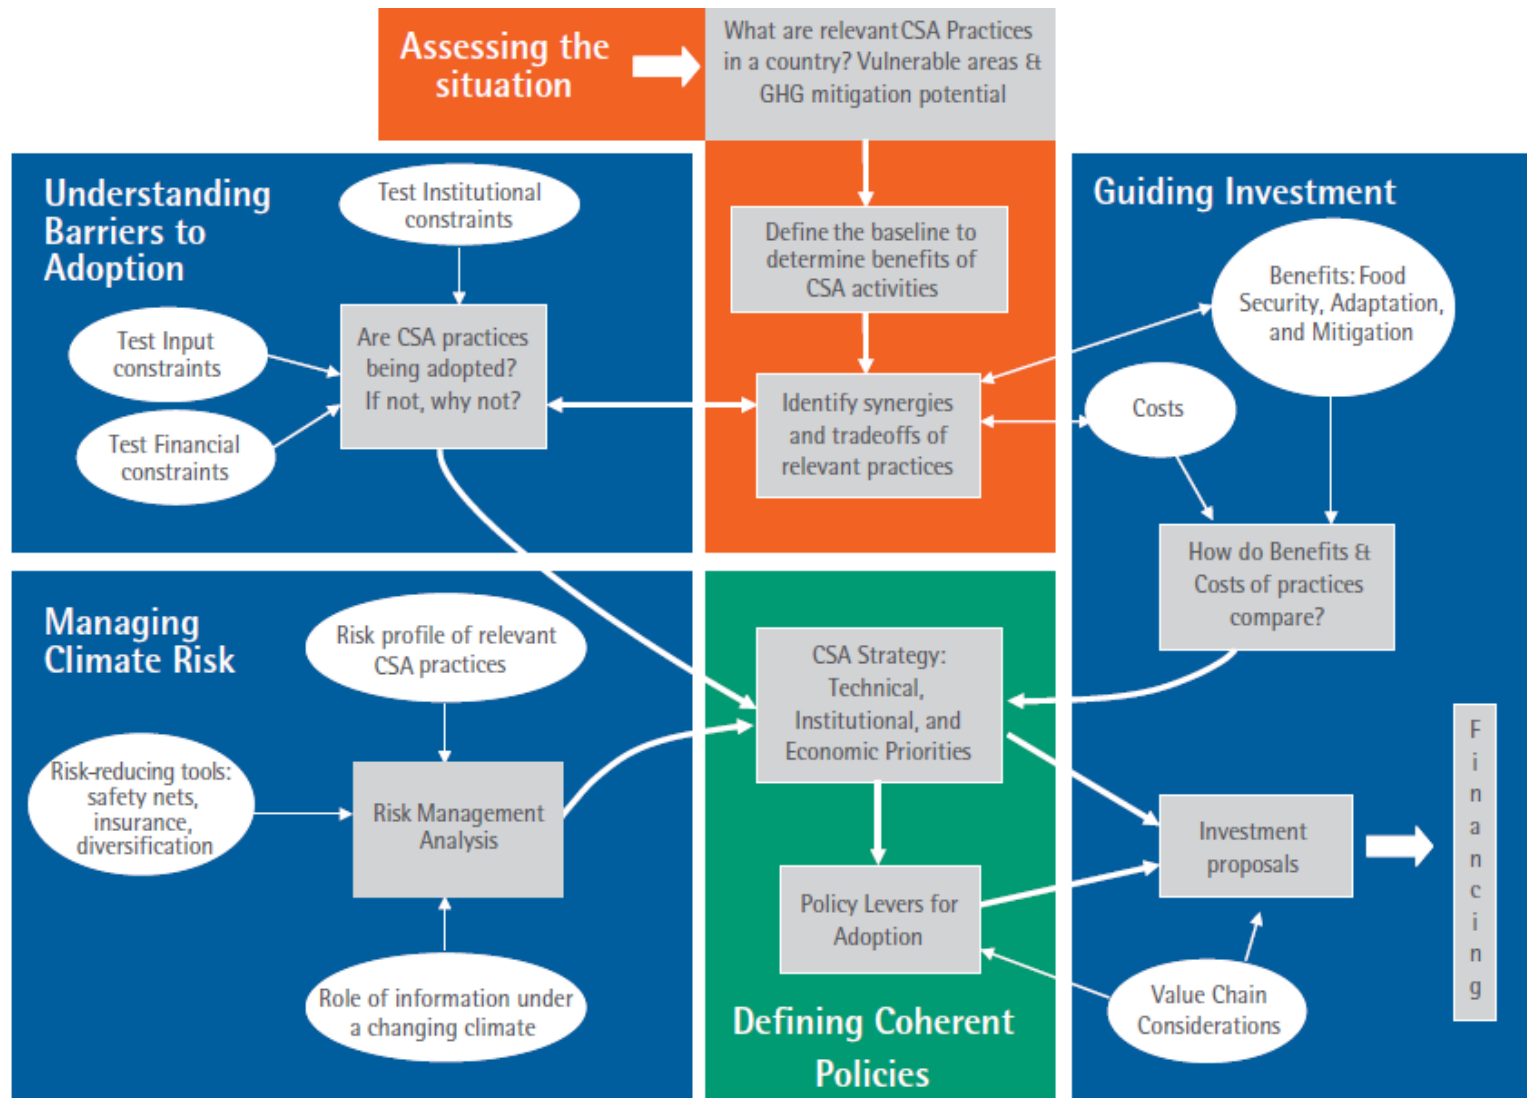 Assessing the
situation
What are relevant CSA Practices
in a country? Vulnerable areas &
GHG mitigation potential
Understanding
Barriers to
Adoption
Test Institutional
constraints
Test Input
constraints
Test Financial
constraints
Are CSA practices
being adopted?
If not, why not?
Define the baseline to
determine benefits of
CSA activities
Identify synergies
and tradeoffs of
relevant practices
Guiding Investment
Benefits: Food
Security, Adaptation,
and Mitigation
Costs
How do Benefits &
Costs of practices
compare?
Managing
Climate Risk
Risk profile of relevant
CSA practices
Risk-reducing tools:
safety nets,
insurance,
diversification
Risk Management
Analysis
Role of information under
a changing climate
CSA Strategy:
Technical,
Institutional, and
Economic Priorities
Policy Levers for
Adoption
Defining Coherent
Policies
Investment
proposals
Value Chain
Considerations
Financing